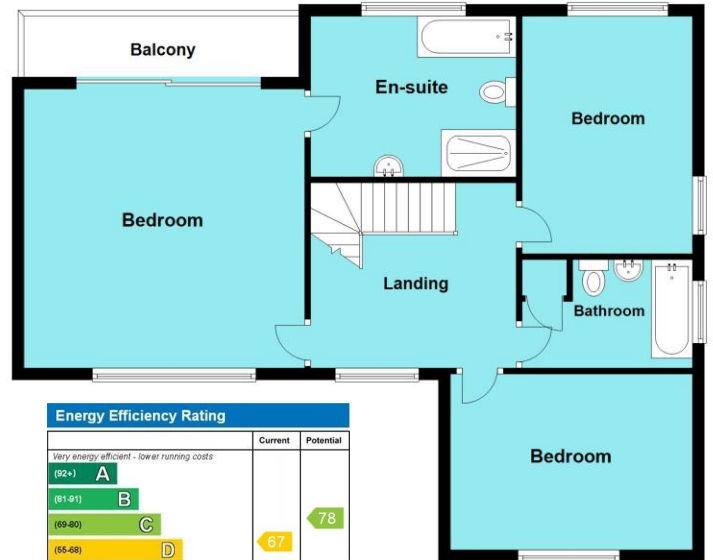 Balcony
En-suite
Bedroom
Bedroom
Landing
Bathroom
Bedroom
Energy Efficiency Rating
Current Potential
Very energy efficient - lower running costs
(92+) A
(81-91) B
(69-80) C
78
(55-68) D
67